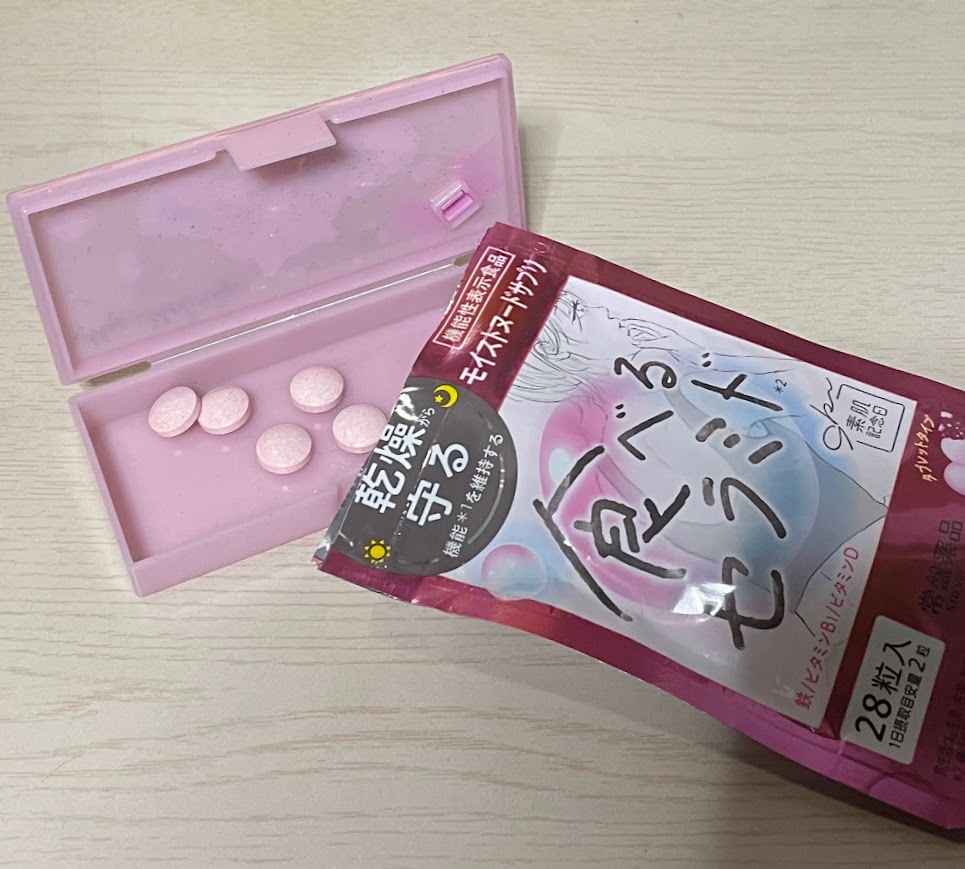 機能性表示食品
モイストヌードサプリ
乾燥から
守る
機能*1を維持する
食べる
セラミド*2
素肌
記念日
タブレットタイプ
鉄/ビタミンB1/ビタミンD
常盤薬品
28粒入
1日摂取目安量2粒